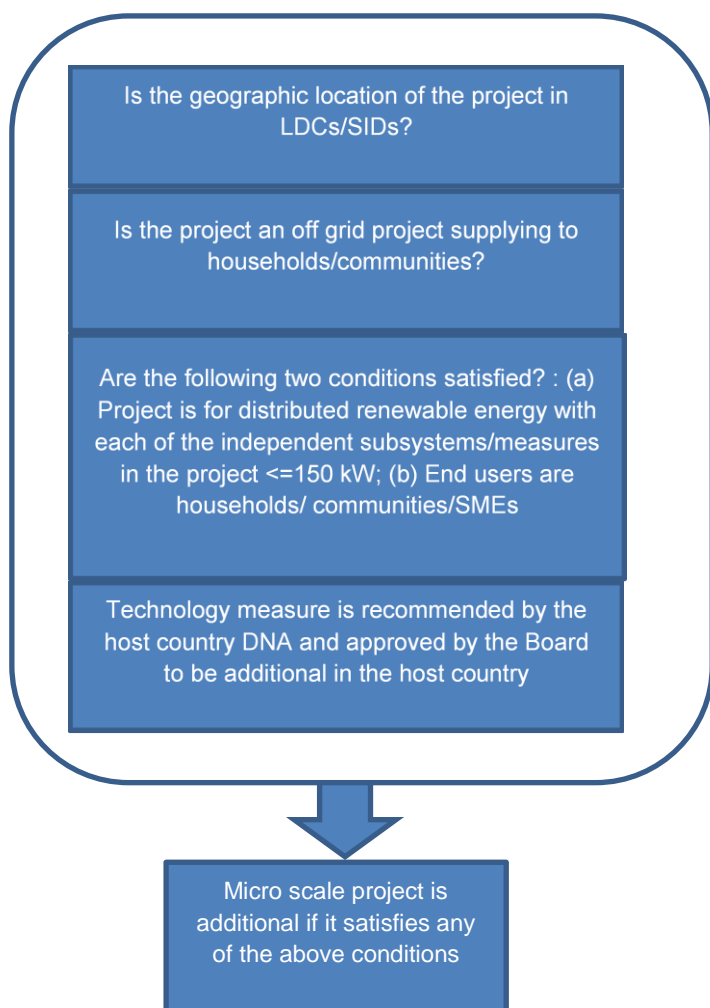 Is the geographic location of the project in
LDCs/SIDs?
Is the project an off grid project supplying to
households/communities?
Are the following two conditions satisfied? : (a)
Project is for distributed renewable energy with
each of the independent subsystems/measures
in the project <=150 kW; (b) End users are
households/ communities/SMEs
Technology measure is recommended by the
host country DNA and approved by the Board
to be additional in the host country
Micro scale project is
additional if it satisfies any
of the above conditions